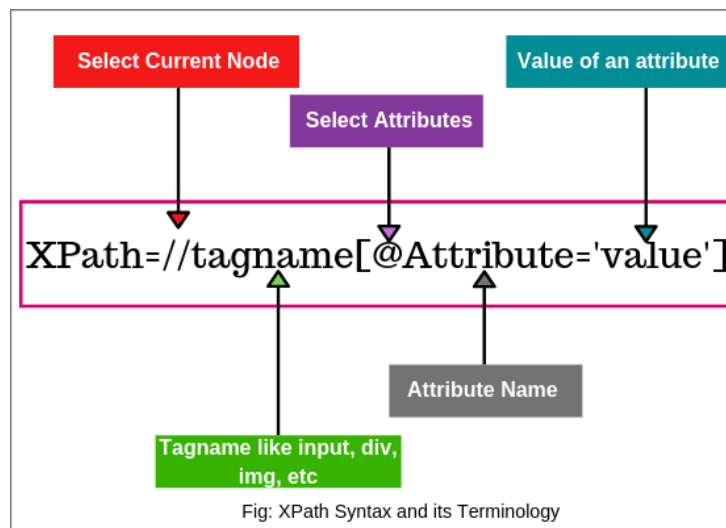 Select Current Node
Value of an attribute
Select Attributes
XPath=//tagname[@Attribute='value']
Attribute Name
Tagname like input, div,
img, etc
Fig: XPath Syntax and its Terminology